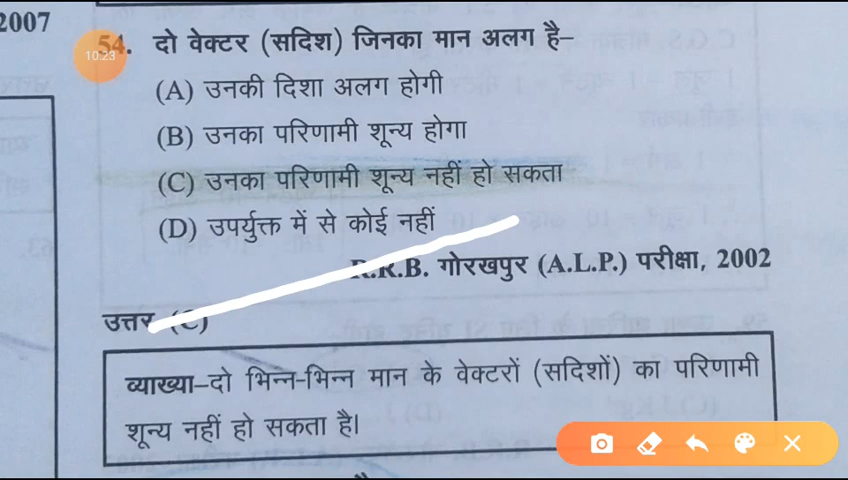 2007
54. दो वेक्टर (सदिश) जिनका मान अलग है–
10:23
(A) उनकी दिशा अलग होगी
(B) उनका परिणामी शून्य होगा
(C) उनका परिणामी शून्य नहीं हो सकता
(D) उपर्युक्त में से कोई नहीं
R.R.B. गोरखपुर (A.L.P.) परीक्षा, 2002
उत्तर (C)
व्याख्या–दो भिन्न-भिन्न मान के वेक्टरों (सदिशों) का परिणामी
शून्य नहीं हो सकता है।